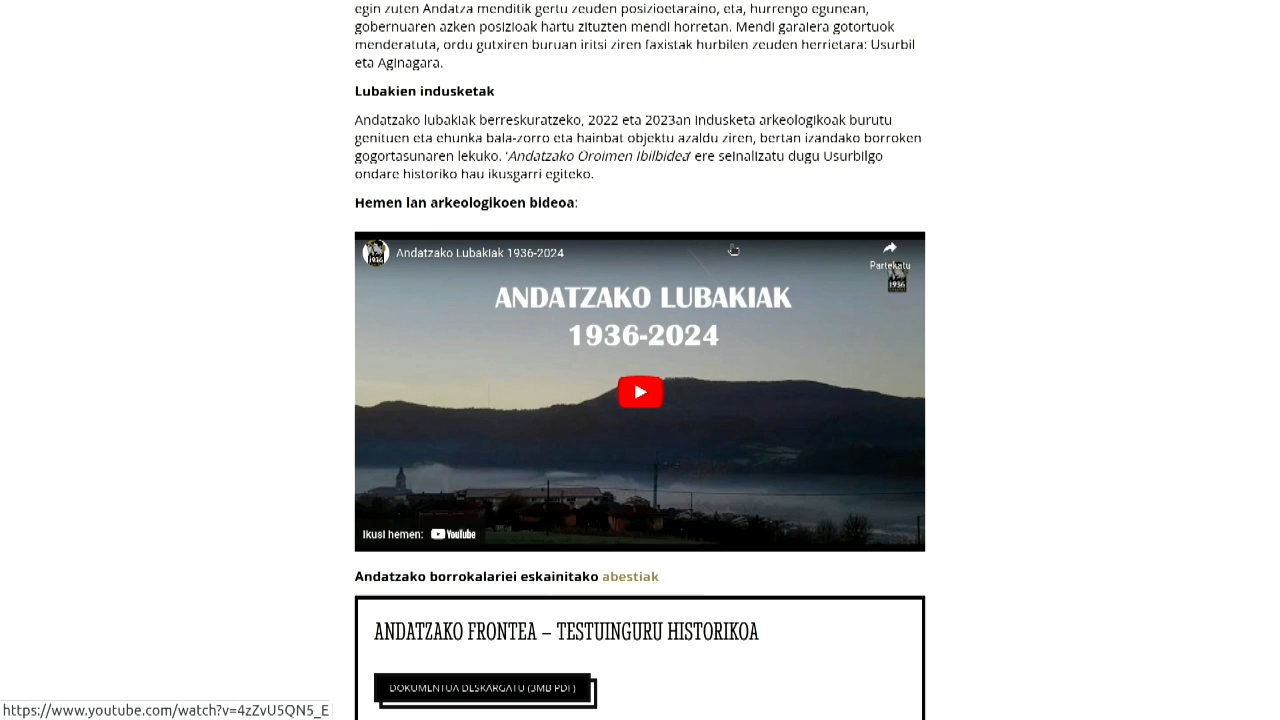 egin zuten Andatza menditik gertu zeuden posizioetaraino, eta, hurrengo egunean,
gobernuaren azken posizioak hartu zituzten mendi horretan. Mendi garaiera gotortuok
menderatuta, ordu gutxiren buruan iritsi ziren faxistak hurbilen zeuden herrietara: Usurbil
eta Aginagara.
Lubakien indusketak
Andatzako lubakiak berreskuratzeko, 2022 eta 2023an indusketa arkeologikoak burutu
genituen eta ehunka bala-zorro eta hainbat objektu azaldu ziren, bertan izandako borroken
gogortasunaren lekuko. ‘Andatzako Oroimen Ibilbidea’ ere seinalizatu dugu Usurbilgo
ondare historiko hau ikusgarri egiteko.
Hemen lan arkeologikoen bideoa:
1936
Andatzako Lubakiak 1936-2024
Partekatu
1936
ANDATZAKO LUBAKIAK
1936-2024
Ikusi hemen: YouTube
Andatzako borrokalariei eskainitako abestiak
ANDATZAKO FRONTEA – TESTUINGURU HISTORIKOA
DOKUMENTUA DESKARGATU (3MB PDF)
https://www.youtube.com/watch?v=4zZvU5QN5_E